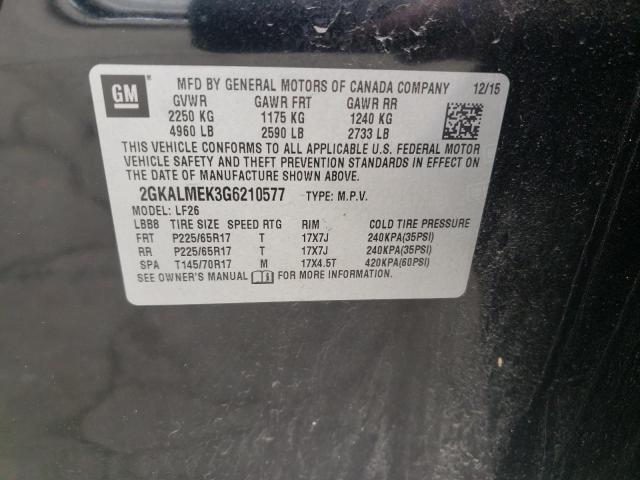 GM MFD BY GENERAL MOTORS OF CANADA COMPANY 12/15
GVWR GAWR FRT GAWR RR
2250 KG 1175 KG 1240 KG
4960 LB 2590 LB 2733 LB
THIS VEHICLE CONFORMS TO ALL APPLICABLE U.S. FEDERAL MOTOR
VEHICLE SAFETY AND THEFT PREVENTION STANDARDS IN EFFECT ON
THE DATE OF MANUFACTURE SHOWN ABOVE.
2GKALMEK3G6210577 TYPE: M.P.V.
MODEL: LF26
LBB8 TIRE SIZE SPEED RTG RIM COLD TIRE PRESSURE
FRT P225/65R17 T 17X7J 240KPA(35PSI)
RR P225/65R17 T 17X7J 240KPA(35PSI)
SPA T145/70R17 M 17X4.5T 420KPA(60PSI)
SEE OWNER'S MANUAL FOR MORE INFORMATION.